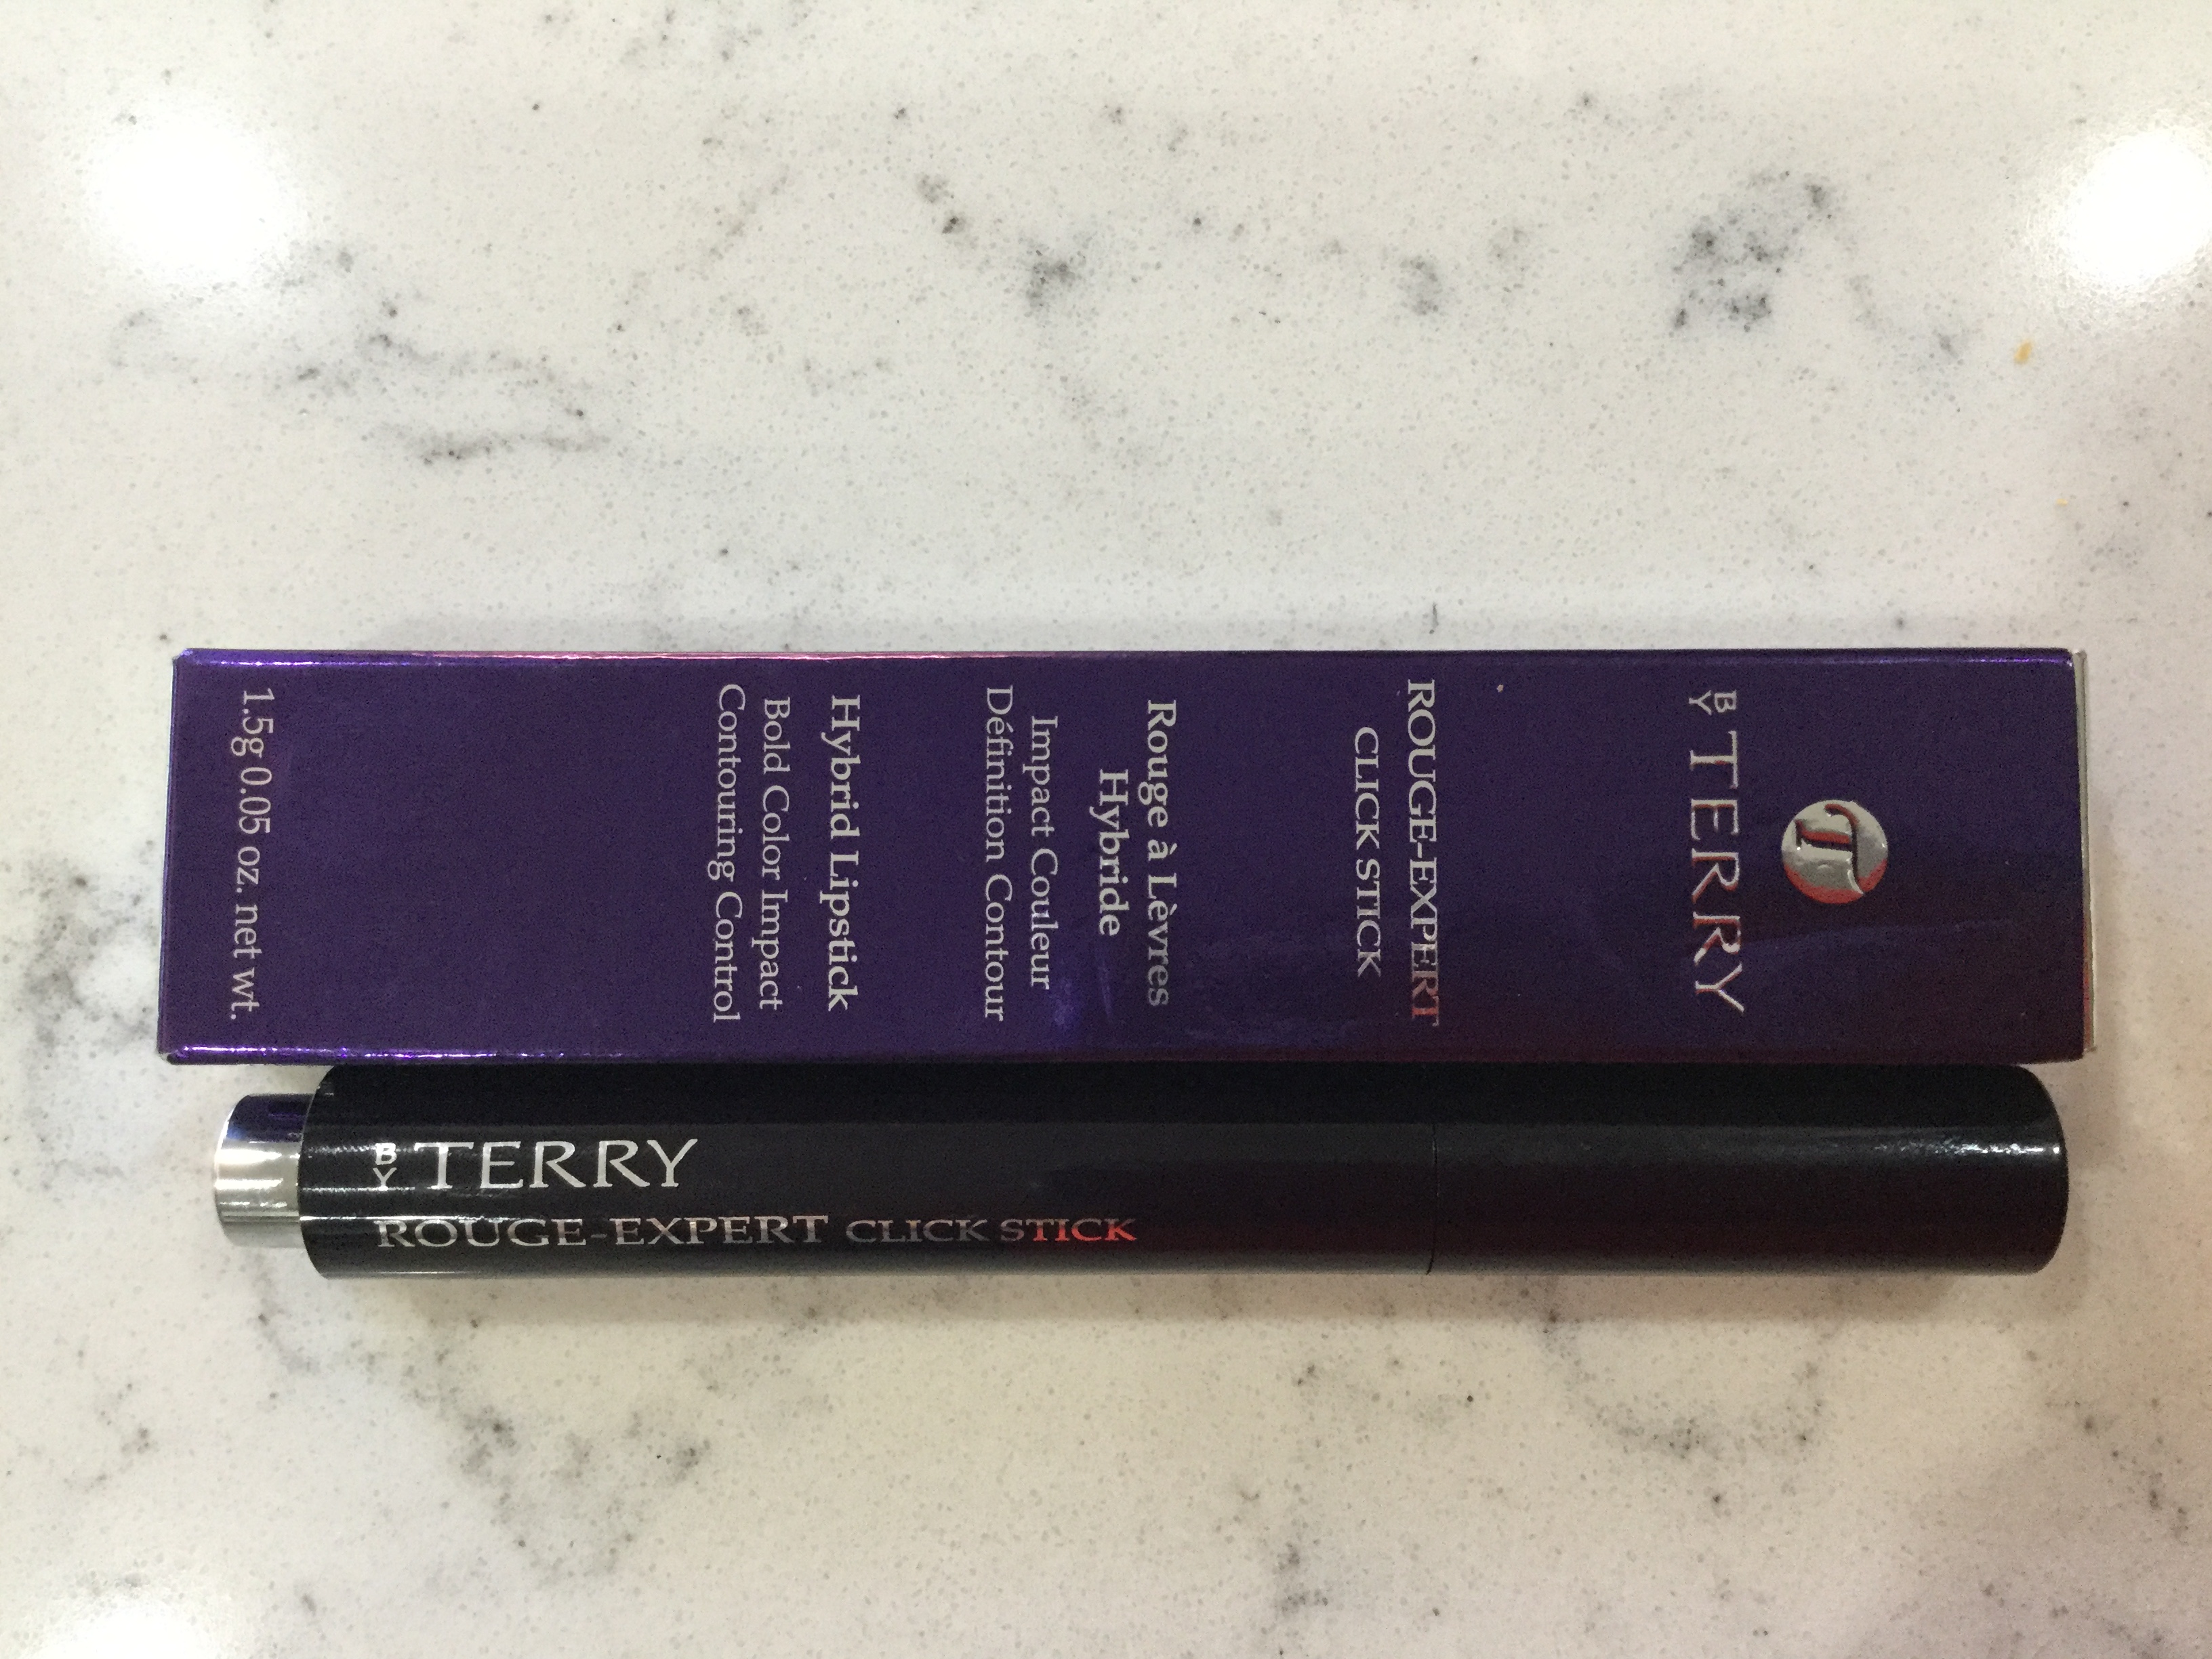 T
BY TERRY
ROUGE-EXPERT
CLICK STICK
Rouge à Lèvres
Hybride
Impact Couleur
Définition Contour
Hybrid Lipstick
Bold Color Impact
Contouring Control
1.5g 0.05 oz. net wt.
BY TERRY
ROUGE-EXPERT CLICK STICK